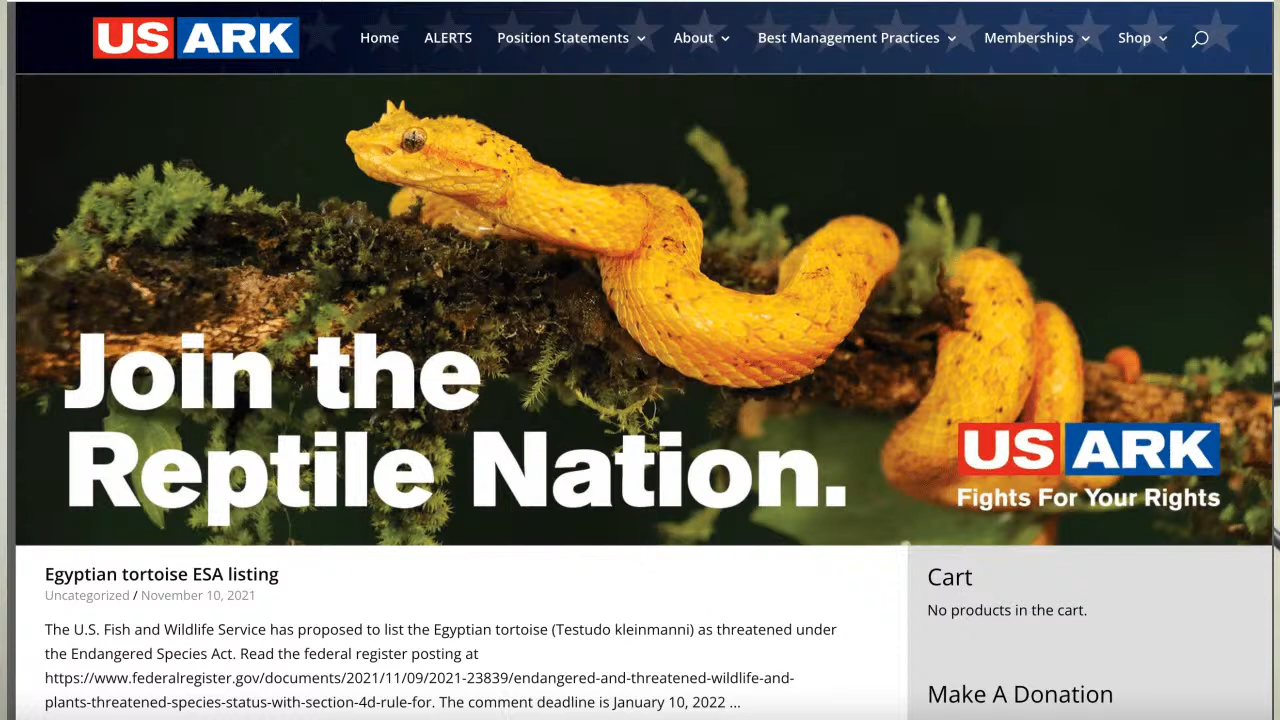 US ARK
Home ALERTS Position Statements About Best Management Practices Memberships Shop
Join the
Reptile Nation.
US ARK
Fights For Your Rights
Egyptian tortoise ESA listing
Uncategorized / November 10, 2021
The U.S. Fish and Wildlife Service has proposed to list the Egyptian tortoise (Testudo kleinmanni) as threatened under
the Endangered Species Act. Read the federal register posting at
https://www.federalregister.gov/documents/2021/11/09/2021-23839/endangered-and-threatened-wildlife-and-
plants-threatened-species-status-with-section-4d-rule-for. The comment deadline is January 10, 2022 ...
Cart
No products in the cart.
Make A Donation